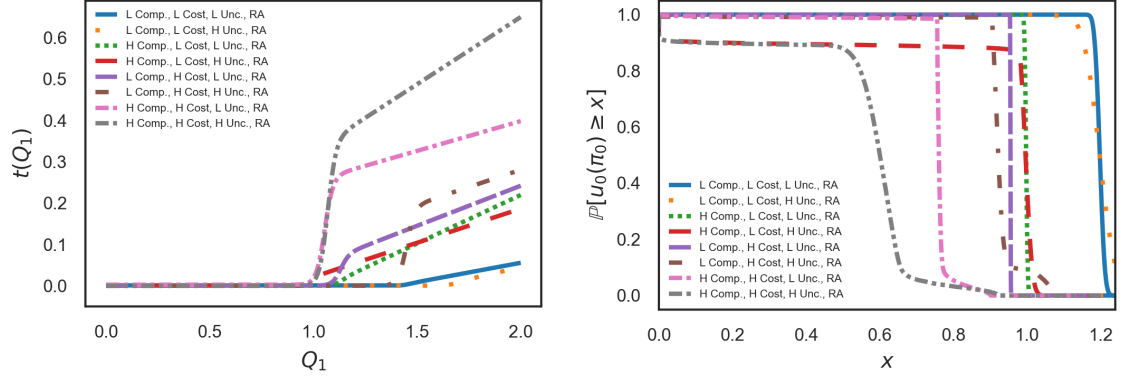 L Comp., L Cost, L Unc., RA
L Comp., L Cost, H Unc., RA
H Comp., L Cost, L Unc., RA
H Comp., L Cost, H Unc., RA
L Comp., H Cost, L Unc., RA
L Comp., H Cost, H Unc., RA
H Comp., H Cost, L Unc., RA
H Comp., H Cost, H Unc., RA
t(Q₁)
0.6
0.5
0.4
0.3
0.2
0.1
0.0
0.0 0.5 1.0 1.5 2.0
Q₁
ℙ[u₀(π₀) ≥ x]
1.0
0.8
0.6
0.4
0.2
0.0
L Comp., L Cost, L Unc., RA
L Comp., L Cost, H Unc., RA
H Comp., L Cost, L Unc., RA
H Comp., L Cost, H Unc., RA
L Comp., H Cost, L Unc., RA
L Comp., H Cost, H Unc., RA
H Comp., H Cost, L Unc., RA
H Comp., H Cost, H Unc., RA
0.0 0.2 0.4 0.6 0.8 1.0 1.2
x